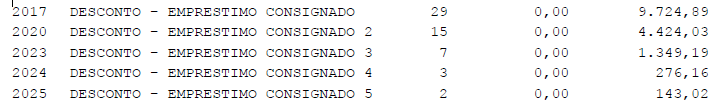 2017 DESCONTO - EMPRESTIMO CONSIGNADO 29 0,00 9.724,89
2020 DESCONTO - EMPRESTIMO CONSIGNADO 2 15 0,00 4.424,03
2023 DESCONTO - EMPRESTIMO CONSIGNADO 3 7 0,00 1.349,19
2024 DESCONTO - EMPRESTIMO CONSIGNADO 4 3 0,00 276,16
2025 DESCONTO - EMPRESTIMO CONSIGNADO 5 2 0,00 143,02